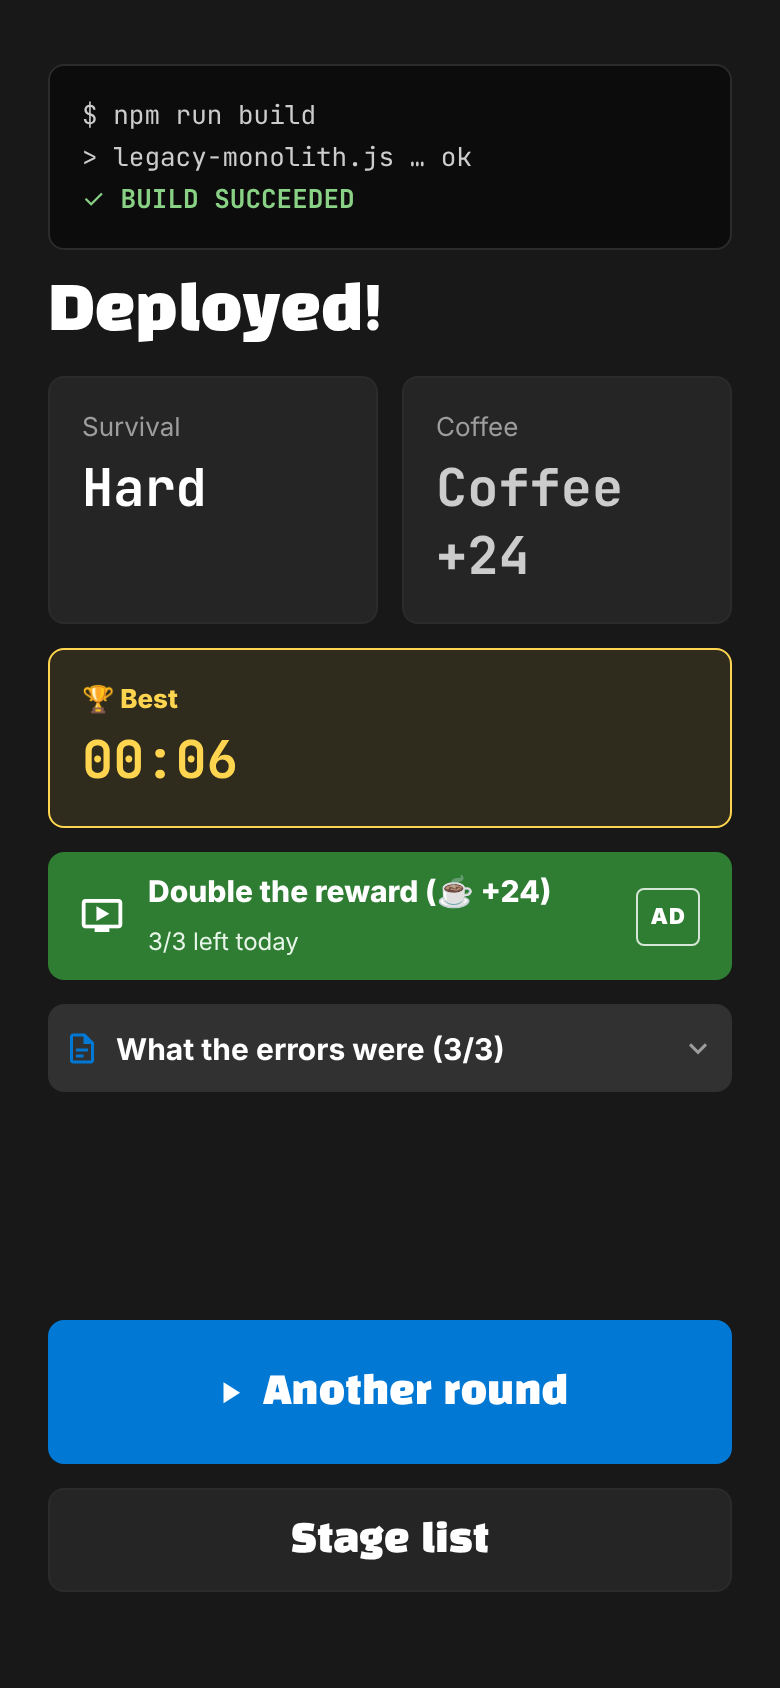 $ npm run build
> legacy-monolith.js … ok
✓ BUILD SUCCEEDED
Deployed!
Survival
Hard
Coffee
Coffee
+24
🏆 Best
00:06
Double the reward (☕ +24)
3/3 left today
AD
What the errors were (3/3)
Another round
Stage list